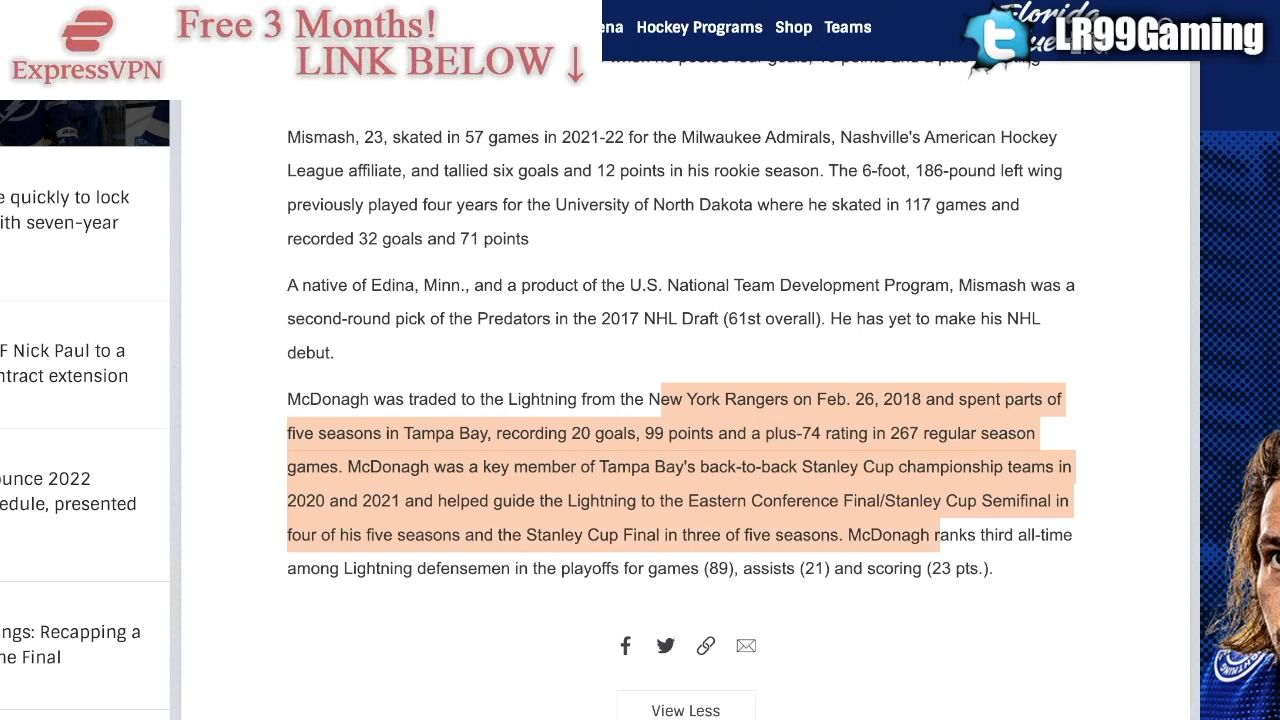 Free 3 Months!
LINK BELOW ↓
ExpressVPN
ena Hockey Programs Shop Teams
Florida
LR99Gaming
Mismash, 23, skated in 57 games in 2021-22 for the Milwaukee Admirals, Nashville's American Hockey
League affiliate, and tallied six goals and 12 points in his rookie season. The 6-foot, 186-pound left wing
previously played four years for the University of North Dakota where he skated in 117 games and
recorded 32 goals and 71 points
A native of Edina, Minn., and a product of the U.S. National Team Development Program, Mismash was a
second-round pick of the Predators in the 2017 NHL Draft (61st overall). He has yet to make his NHL
debut.
McDonagh was traded to the Lightning from the New York Rangers on Feb. 26, 2018 and spent parts of
five seasons in Tampa Bay, recording 20 goals, 99 points and a plus-74 rating in 267 regular season
games. McDonagh was a key member of Tampa Bay's back-to-back Stanley Cup championship teams in
2020 and 2021 and helped guide the Lightning to the Eastern Conference Final/Stanley Cup Semifinal in
four of his five seasons and the Stanley Cup Final in three of five seasons. McDonagh ranks third all-time
among Lightning defensemen in the playoffs for games (89), assists (21) and scoring (23 pts.).
View Less
e quickly to lock
ith seven-year
F Nick Paul to a
ntract extension
ounce 2022
edule, presented
ngs: Recapping a
he Final